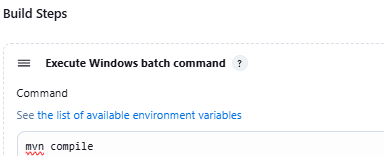 Build Steps
Execute Windows batch command ?
Command
See the list of available environment variables
mvn compile